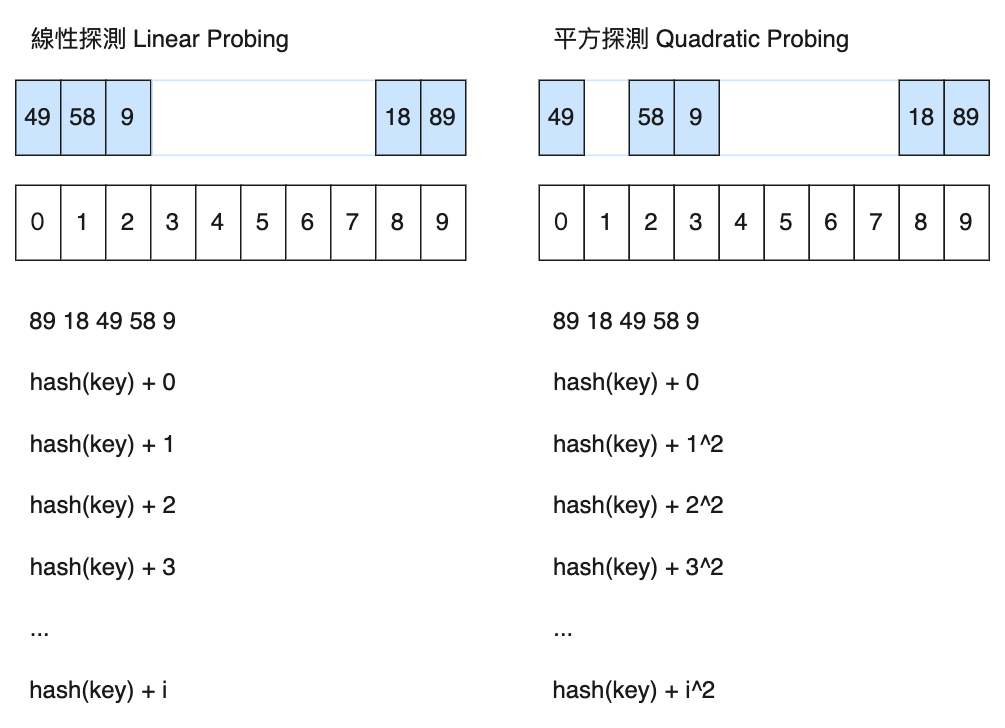 線性探測 Linear Probing
49 58 9 18 89
0 1 2 3 4 5 6 7 8 9
89 18 49 58 9
hash(key) + 0
hash(key) + 1
hash(key) + 2
hash(key) + 3
...
hash(key) + i
平方探測 Quadratic Probing
49 58 9 18 89
0 1 2 3 4 5 6 7 8 9
89 18 49 58 9
hash(key) + 0
hash(key) + 1^2
hash(key) + 2^2
hash(key) + 3^2
...
hash(key) + i^2